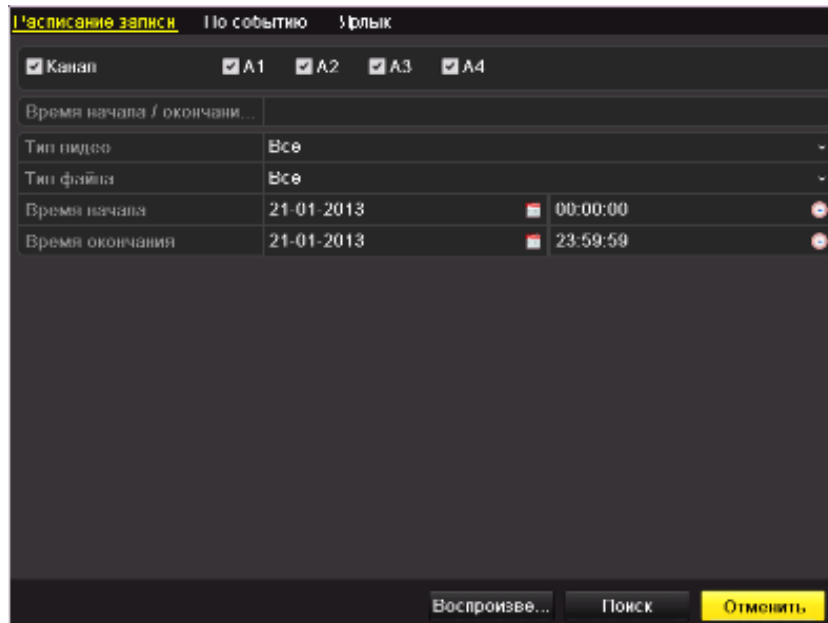 Расписание записи По событию Ярлык
Канал A1 A2 A3 A4
Время начала / окончани...
Тип видео Все
Тип файла Все
Время начала 21-01-2013 00:00:00
Время окончания 21-01-2013 23:59:59
Воспроизве... Поиск Отменить